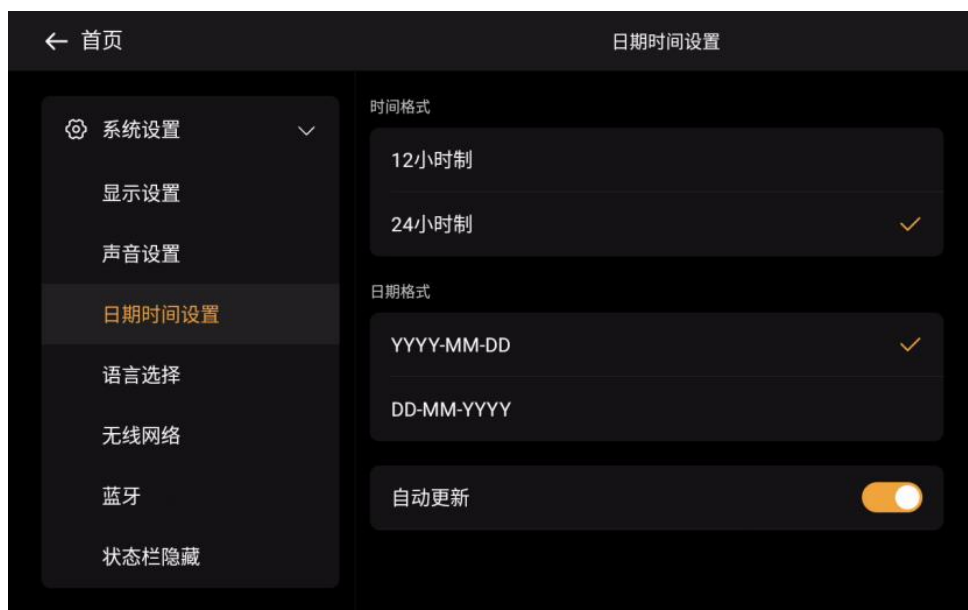 首页
日期时间设置
系统设置
显示设置
声音设置
日期时间设置
语言选择
无线网络
蓝牙
状态栏隐藏
时间格式
12小时制
24小时制
日期格式
YYYY-MM-DD
DD-MM-YYYY
自动更新